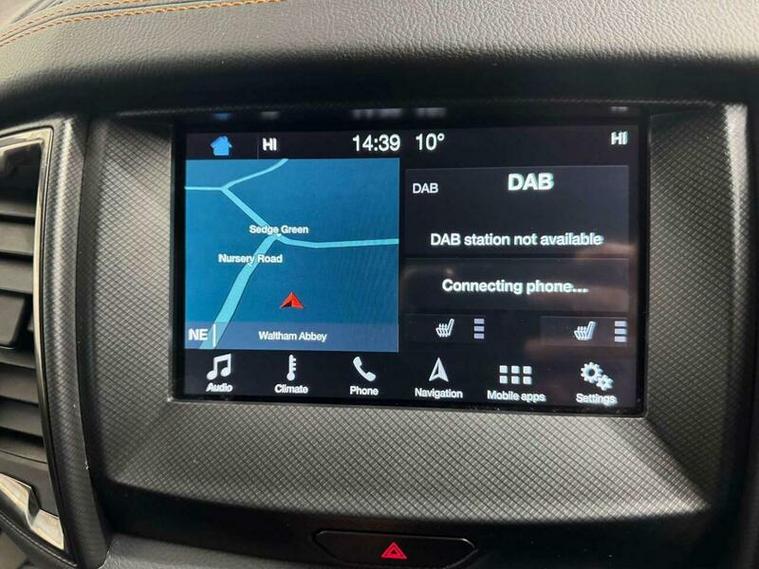 HI 14:39 10° HI
DAB DAB
DAB station not available
Connecting phone...
Sedge Green
Nursery Road
NE
Waltham Abbey
Audio Climate Phone Navigation Mobile apps Settings